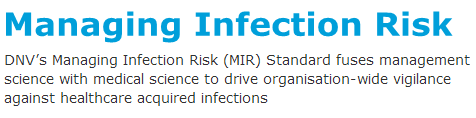 Managing Infection Risk
DNV's Managing Infection Risk (MIR) Standard fuses management
science with medical science to drive organisation-wide vigilance
against healthcare acquired infections